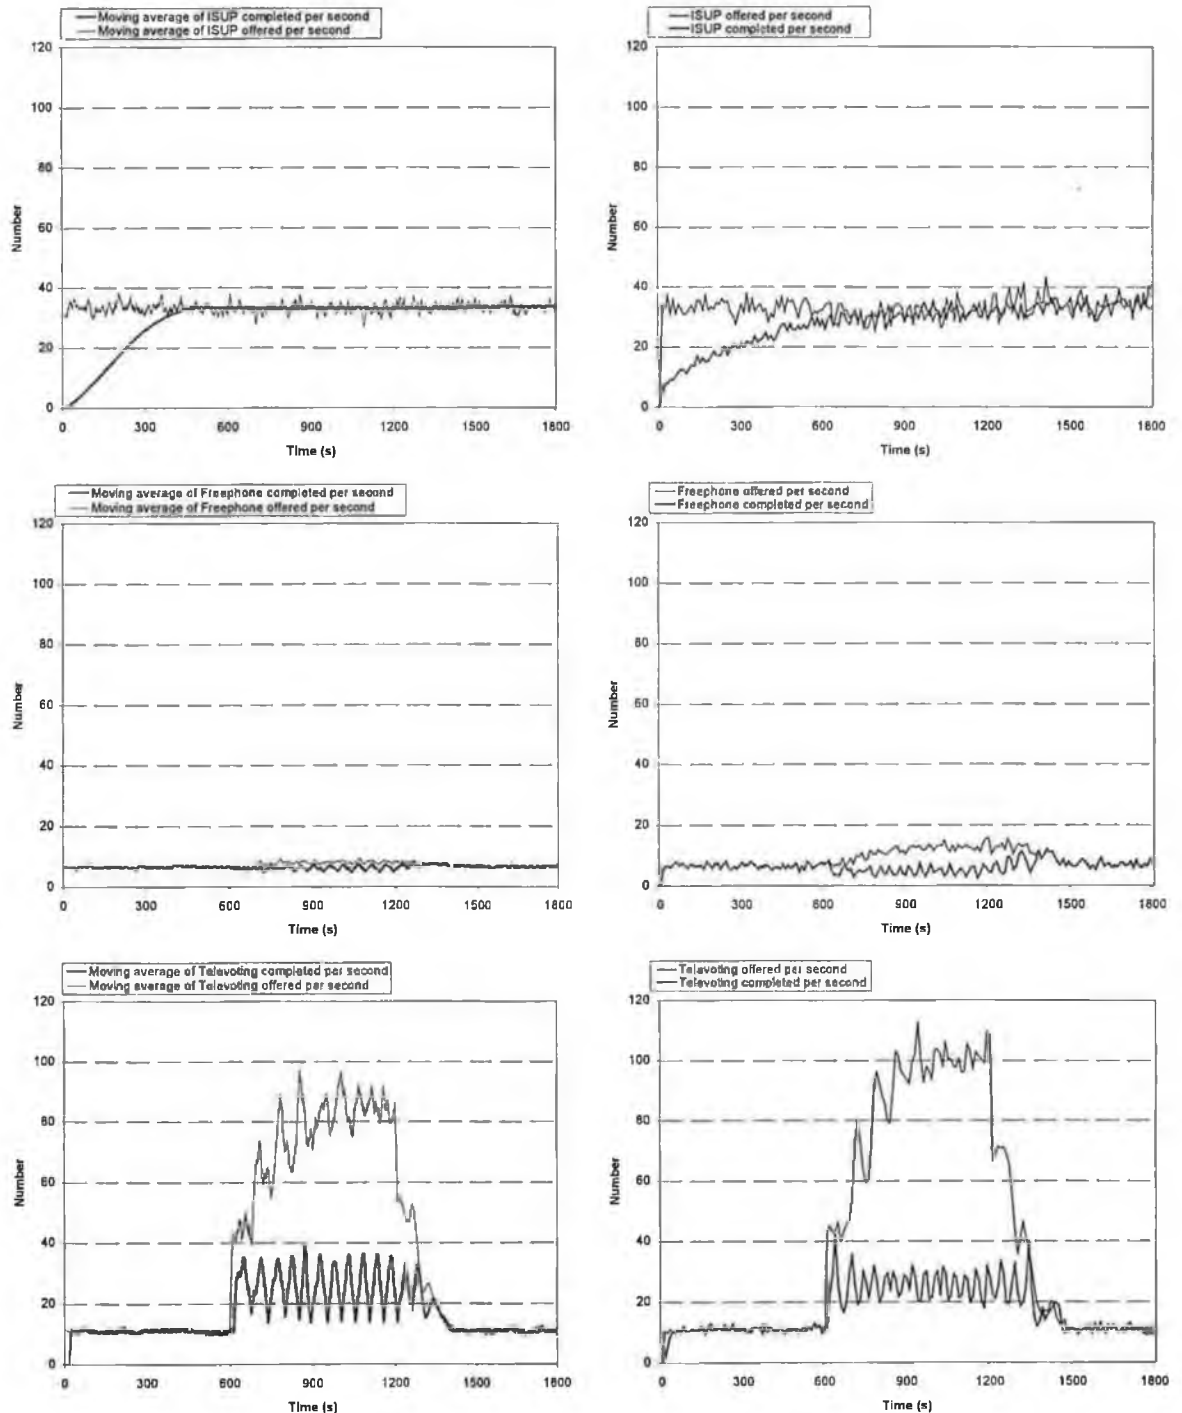 Moving average of ISUP completed per second
Moving average of ISUP offered per second
120
100
80
60
40
20
0
Number
0 300 600 900 1200 1500 1800
Time (s)
ISUP offered per second
ISUP completed per second
120
100
80
60
40
20
0
Number
0 300 600 900 1200 1500 1800
Time (s)
Moving average of Freephone completed per second
Moving average of Freephone offered per second
120
100
80
60
40
20
0
Number
0 300 600 900 1200 1500 1800
Time (s)
Freephone offered per second
Freephone completed per second
120
100
80
60
40
20
0
Number
0 300 600 900 1200 1500 1800
Time (s)
Moving average of Televoting completed per second
Moving average of Televoting offered per second
120
100
80
60
40
20
0
Number
0 300 600 900 1200 1500 1800
Time (s)
Televoting offered per second
Televoting completed per second
120
100
80
60
40
20
0
Number
0 300 600 900 1200 1500 1800
Time (s)